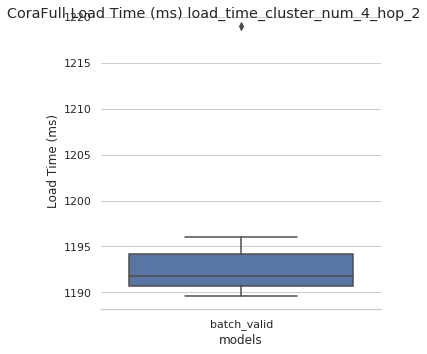 CoraFull Load Time (ms) load_time_cluster_num_4_hop_2
1220
1215
1210
1205
1200
1195
1190
Load Time (ms)
batch_valid
models